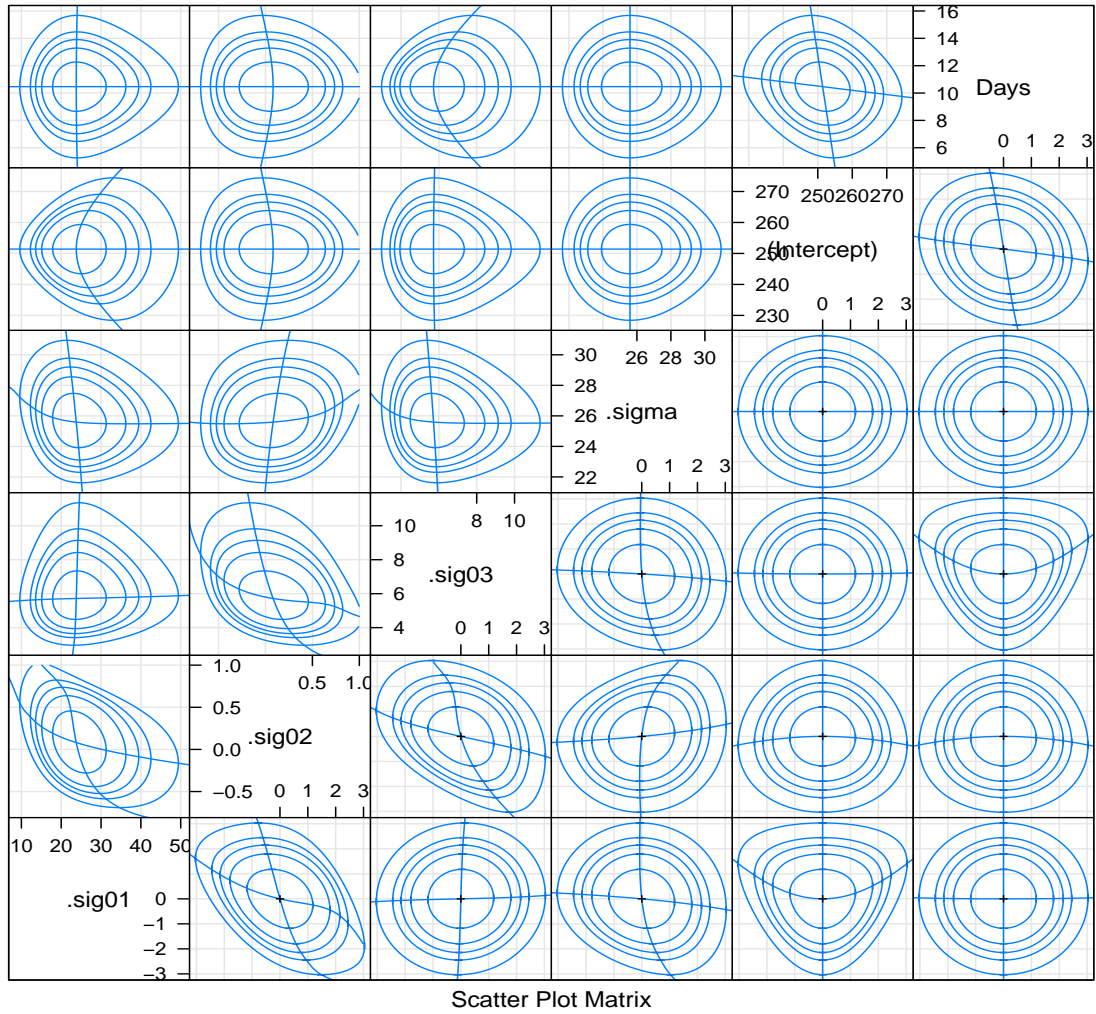 16
14
12
10 Days
8
6
0 1 2 3
270 250 260 270
260
250 (Intercept)
240
230
0 1 2 3
30 26 28 30
28
26 .sigma
24
22
0 1 2 3
8 10
10
8
.sig03
6
4
0 1 2 3
1.0
0.5 1.0
0.5
.sig02
0.0
−0.5
0 1 2 3
10 20 30 40 50
.sig01 0
−1
−2
−3
Scatter Plot Matrix